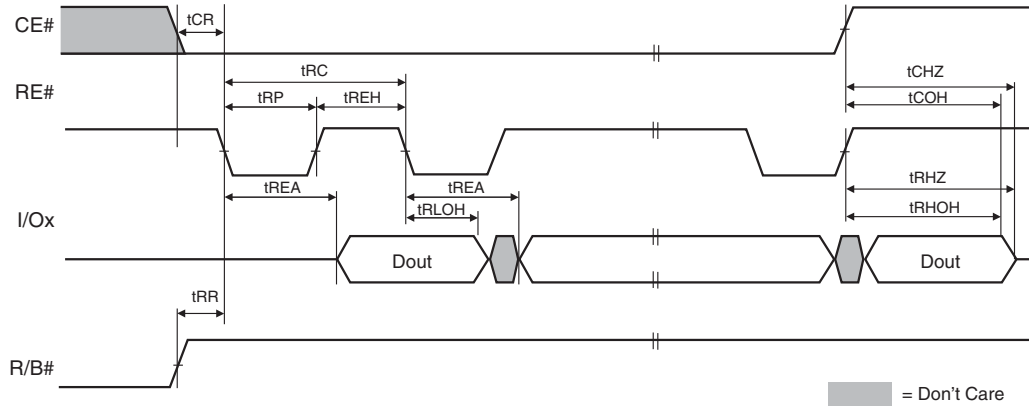 CE#
tCR
tCHZ
tRC
tCOH
RE#
tRP
tREH
tREA
tREA
tRHZ
tRLOH
tRHOH
I/Ox
Dout
Dout
tRR
R/B#
= Don't Care